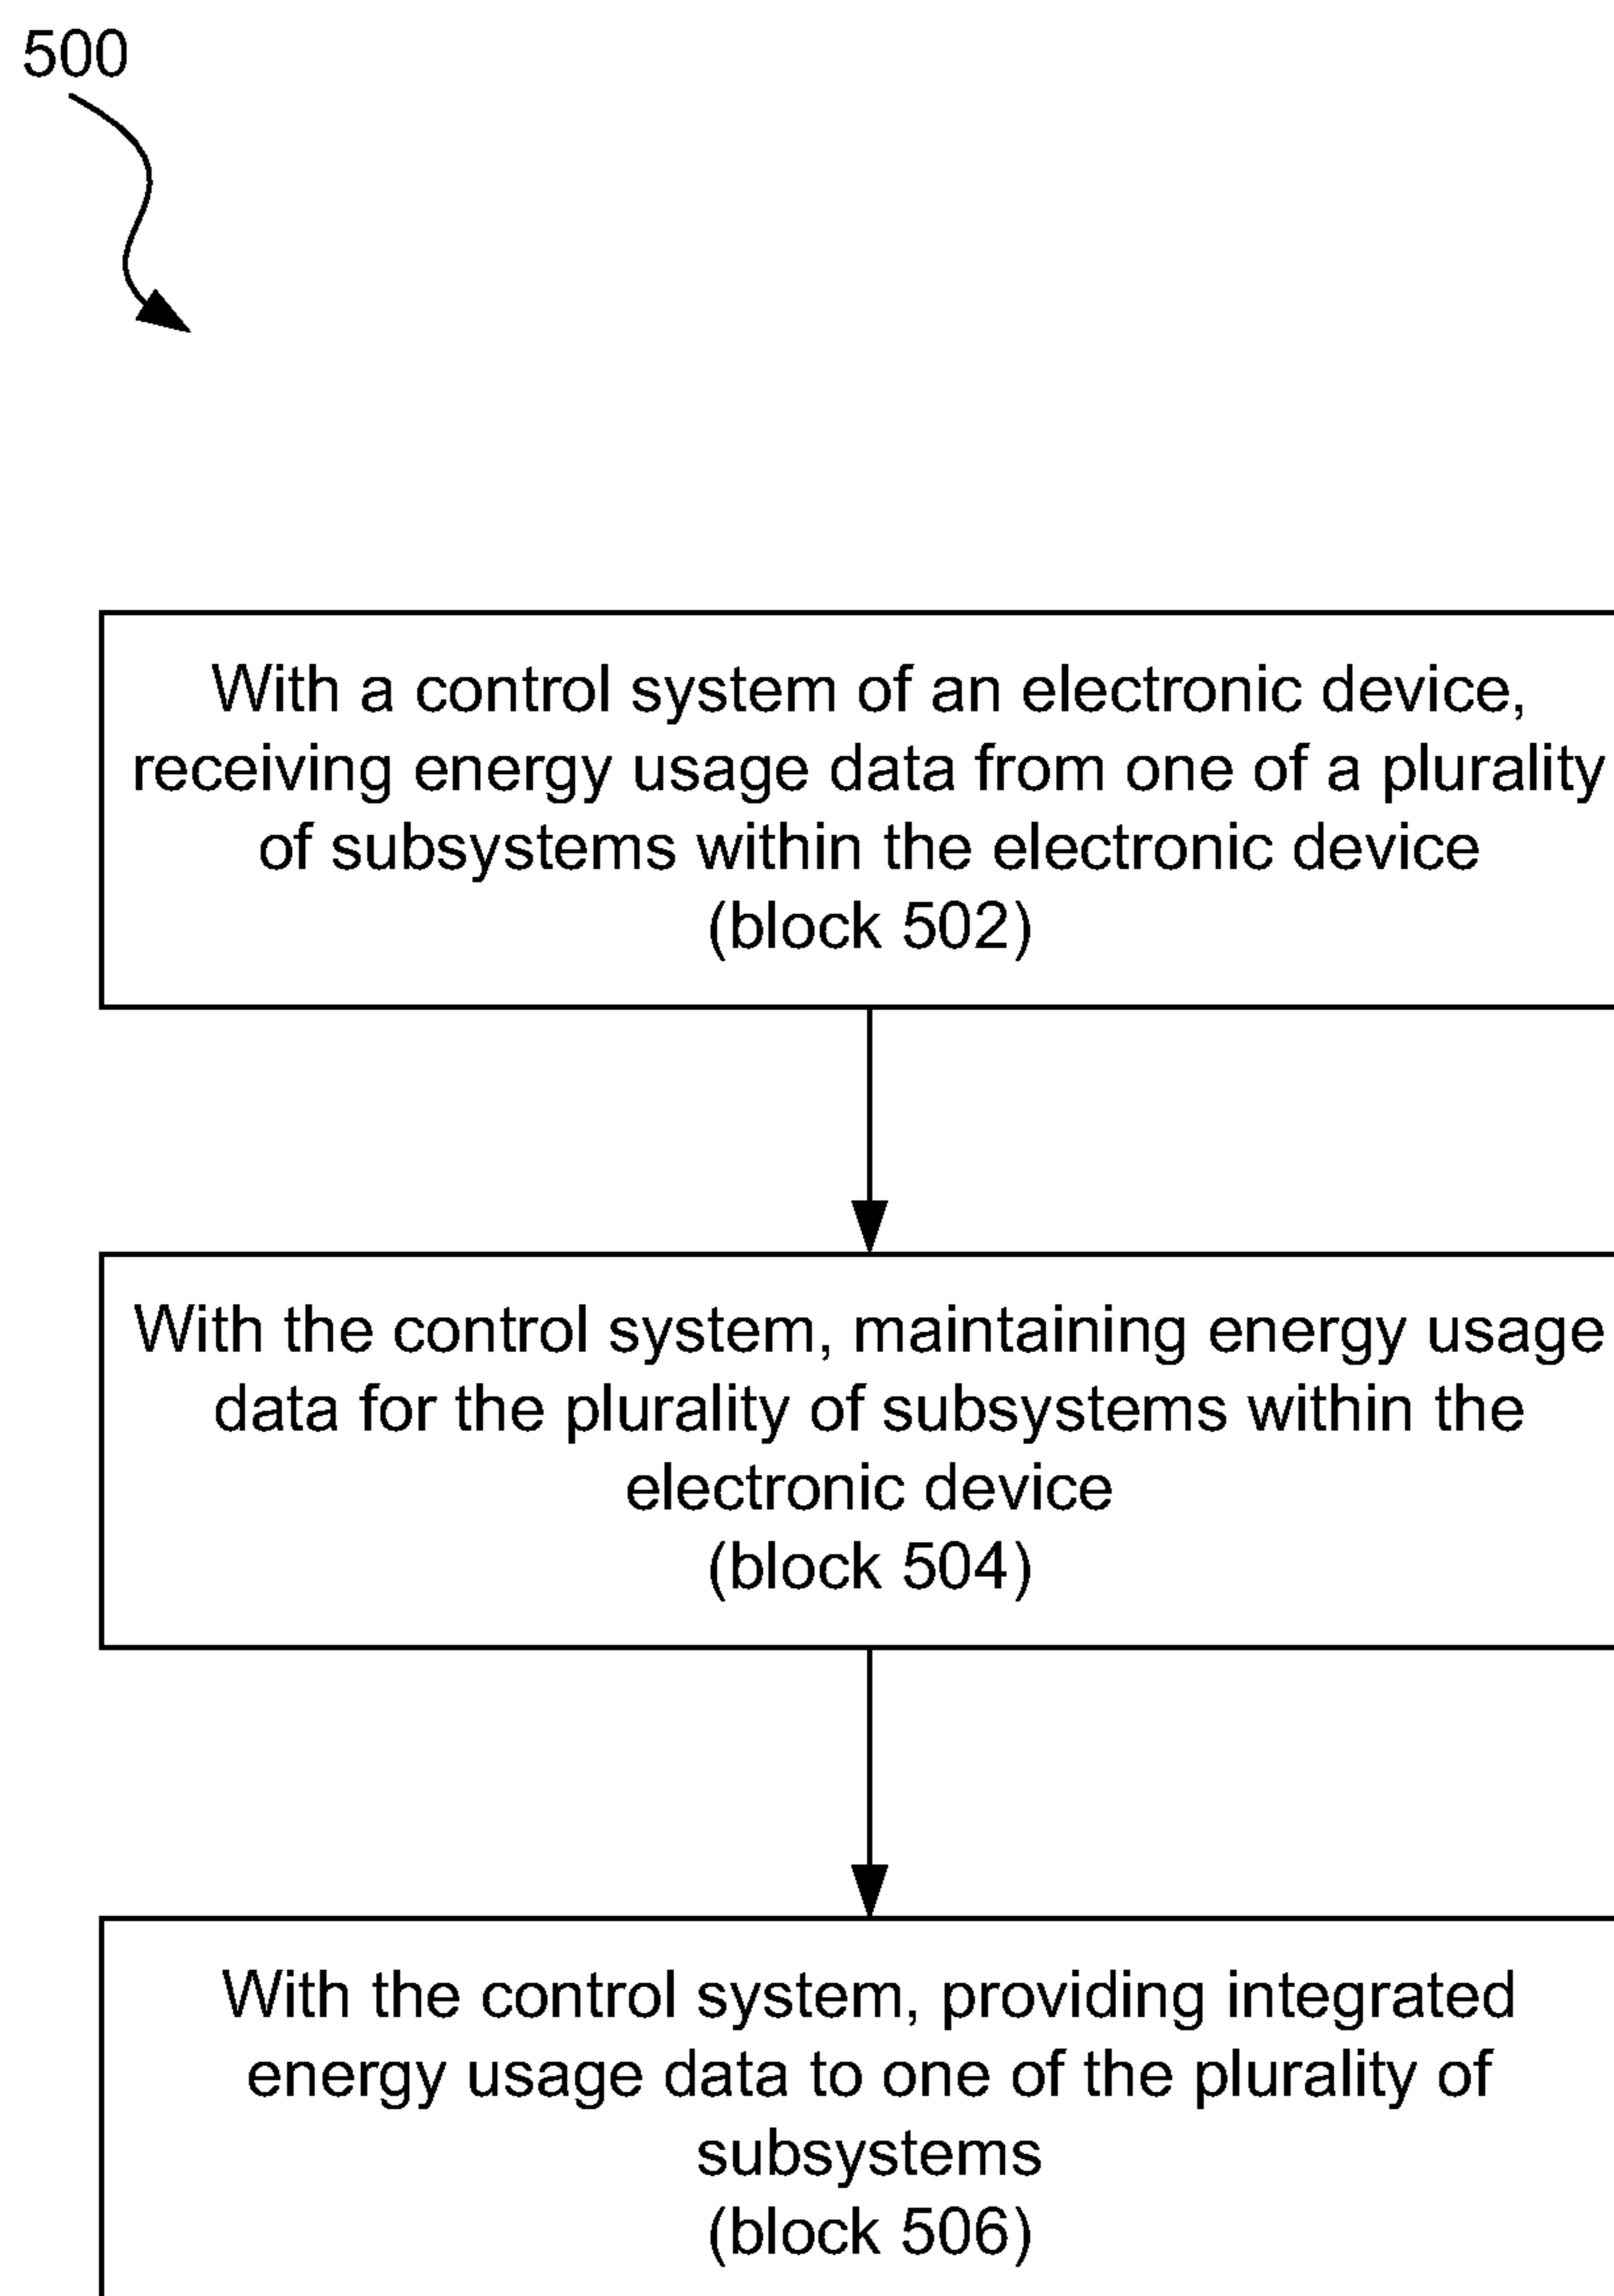 500
With a control system of an electronic device,
receiving energy usage data from one of a plurality
of subsystems within the electronic device
(block 502)
With the control system, maintaining energy usage
data for the plurality of subsystems within the
electronic device
(block 504)
With the control system, providing integrated
energy usage data to one of the plurality of
subsystems
(block 506)